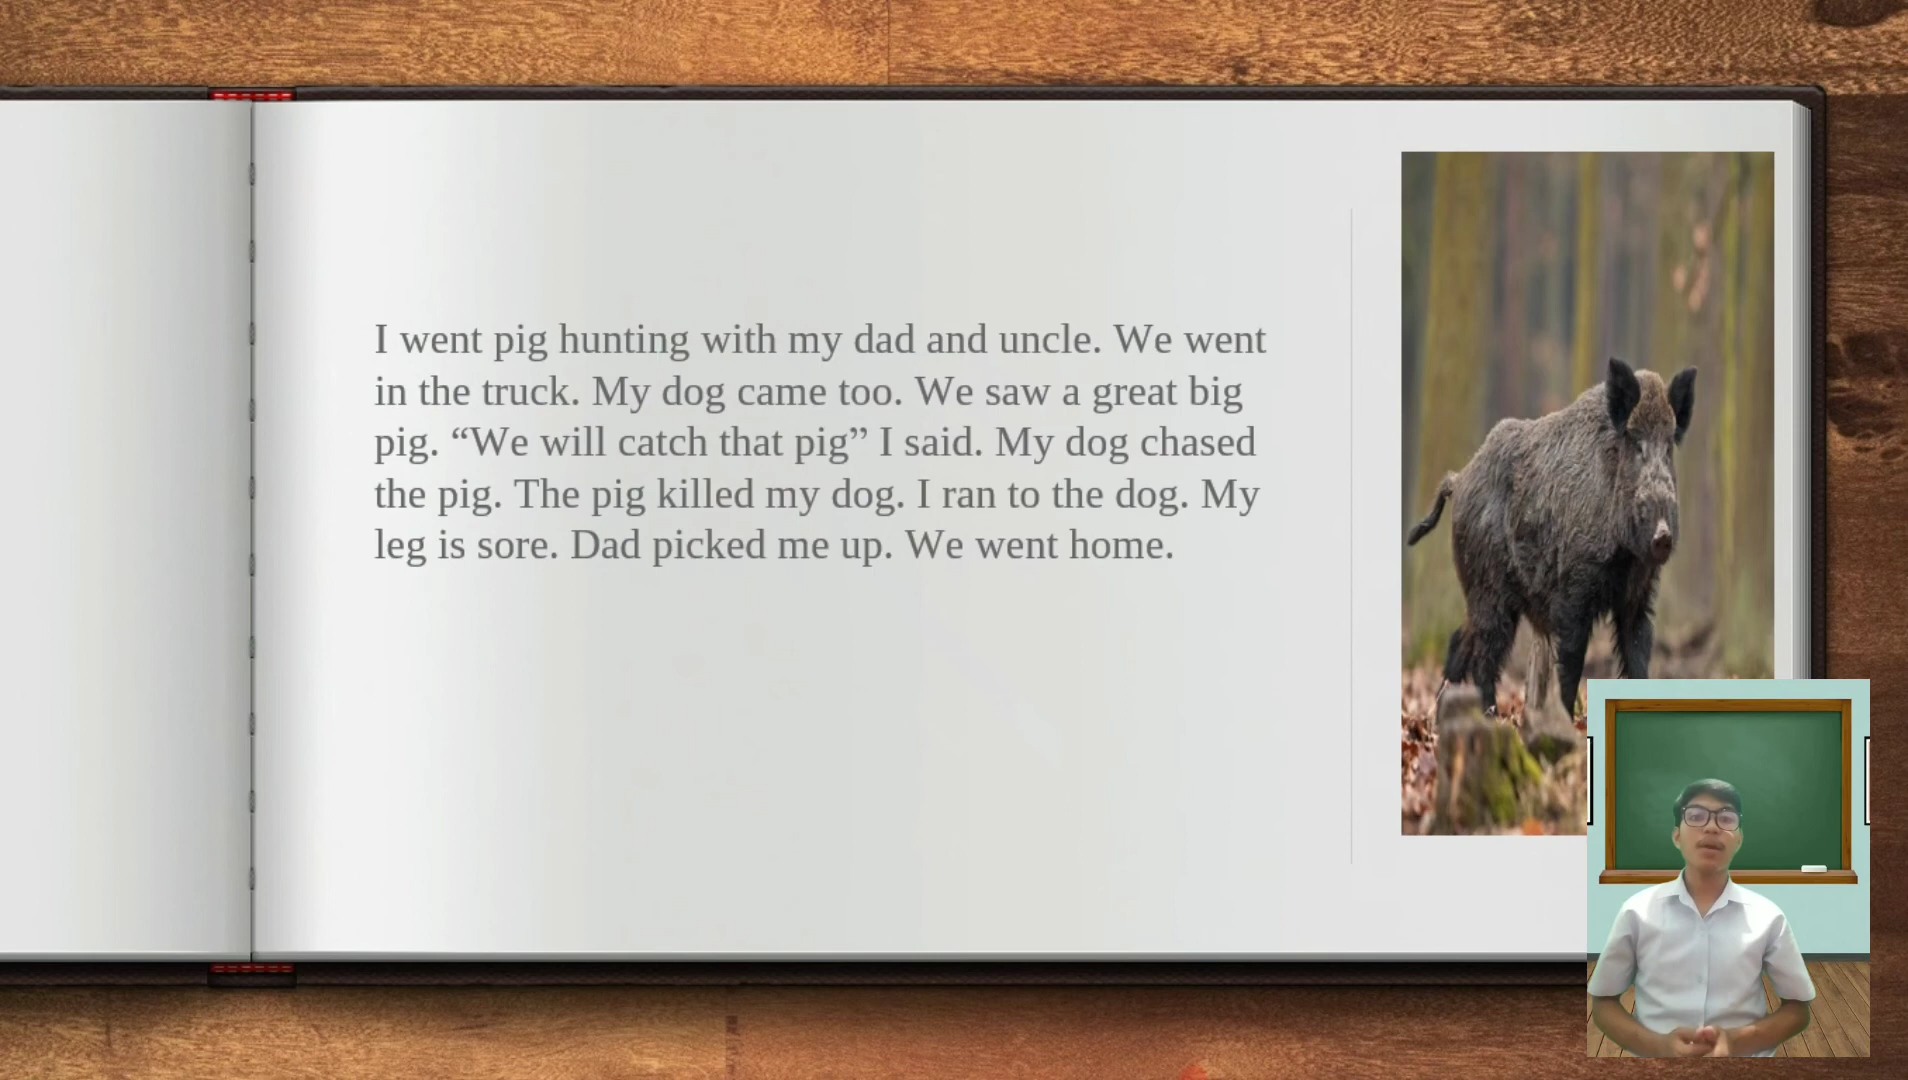 I went pig hunting with my dad and uncle. We went
in the truck. My dog came too. We saw a great big
pig. “We will catch that pig” I said. My dog chased
the pig. The pig killed my dog. I ran to the dog. My
leg is sore. Dad picked me up. We went home.